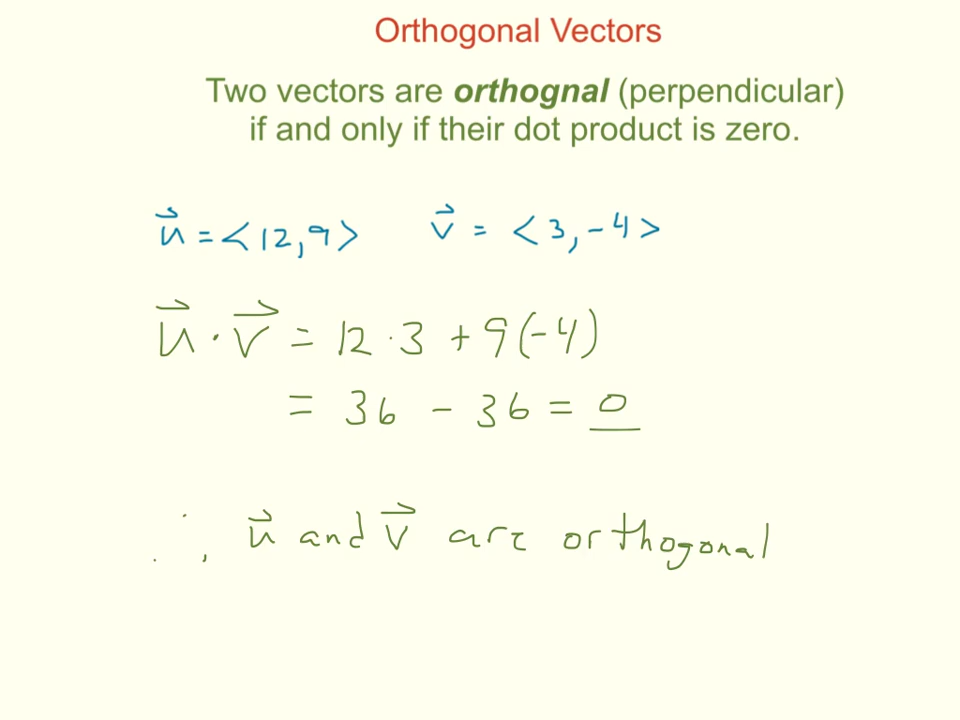 Orthogonal Vectors
Two vectors are orthognal (perpendicular)
if and only if their dot product is zero.
u⃗ = <12, 9> v⃗ = <3, -4>
u⃗ · v⃗ = 12 · 3 + 9(-4)
= 36 - 36 = 0
∴ u⃗ and v⃗ are orthogonal